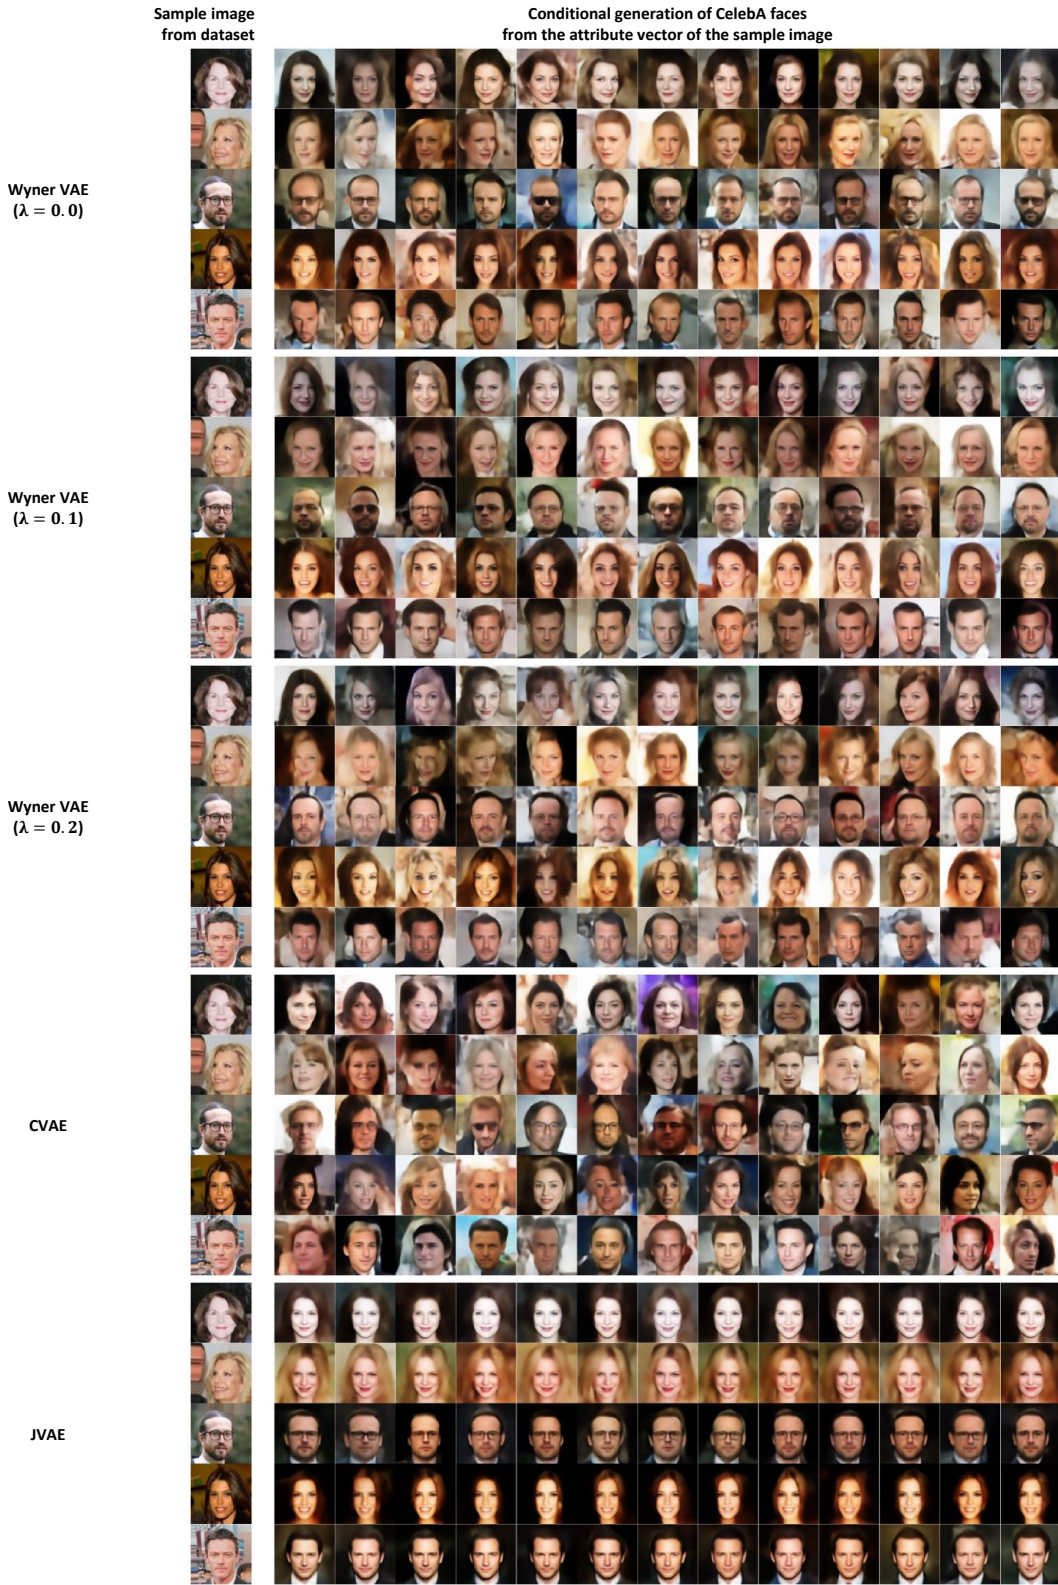 Sample image
from dataset
Conditional generation of CelebA faces
from the attribute vector of the sample image
Wyner VAE
(λ = 0.0)
Wyner VAE
(λ = 0.1)
Wyner VAE
(λ = 0.2)
CVAE
JVAE